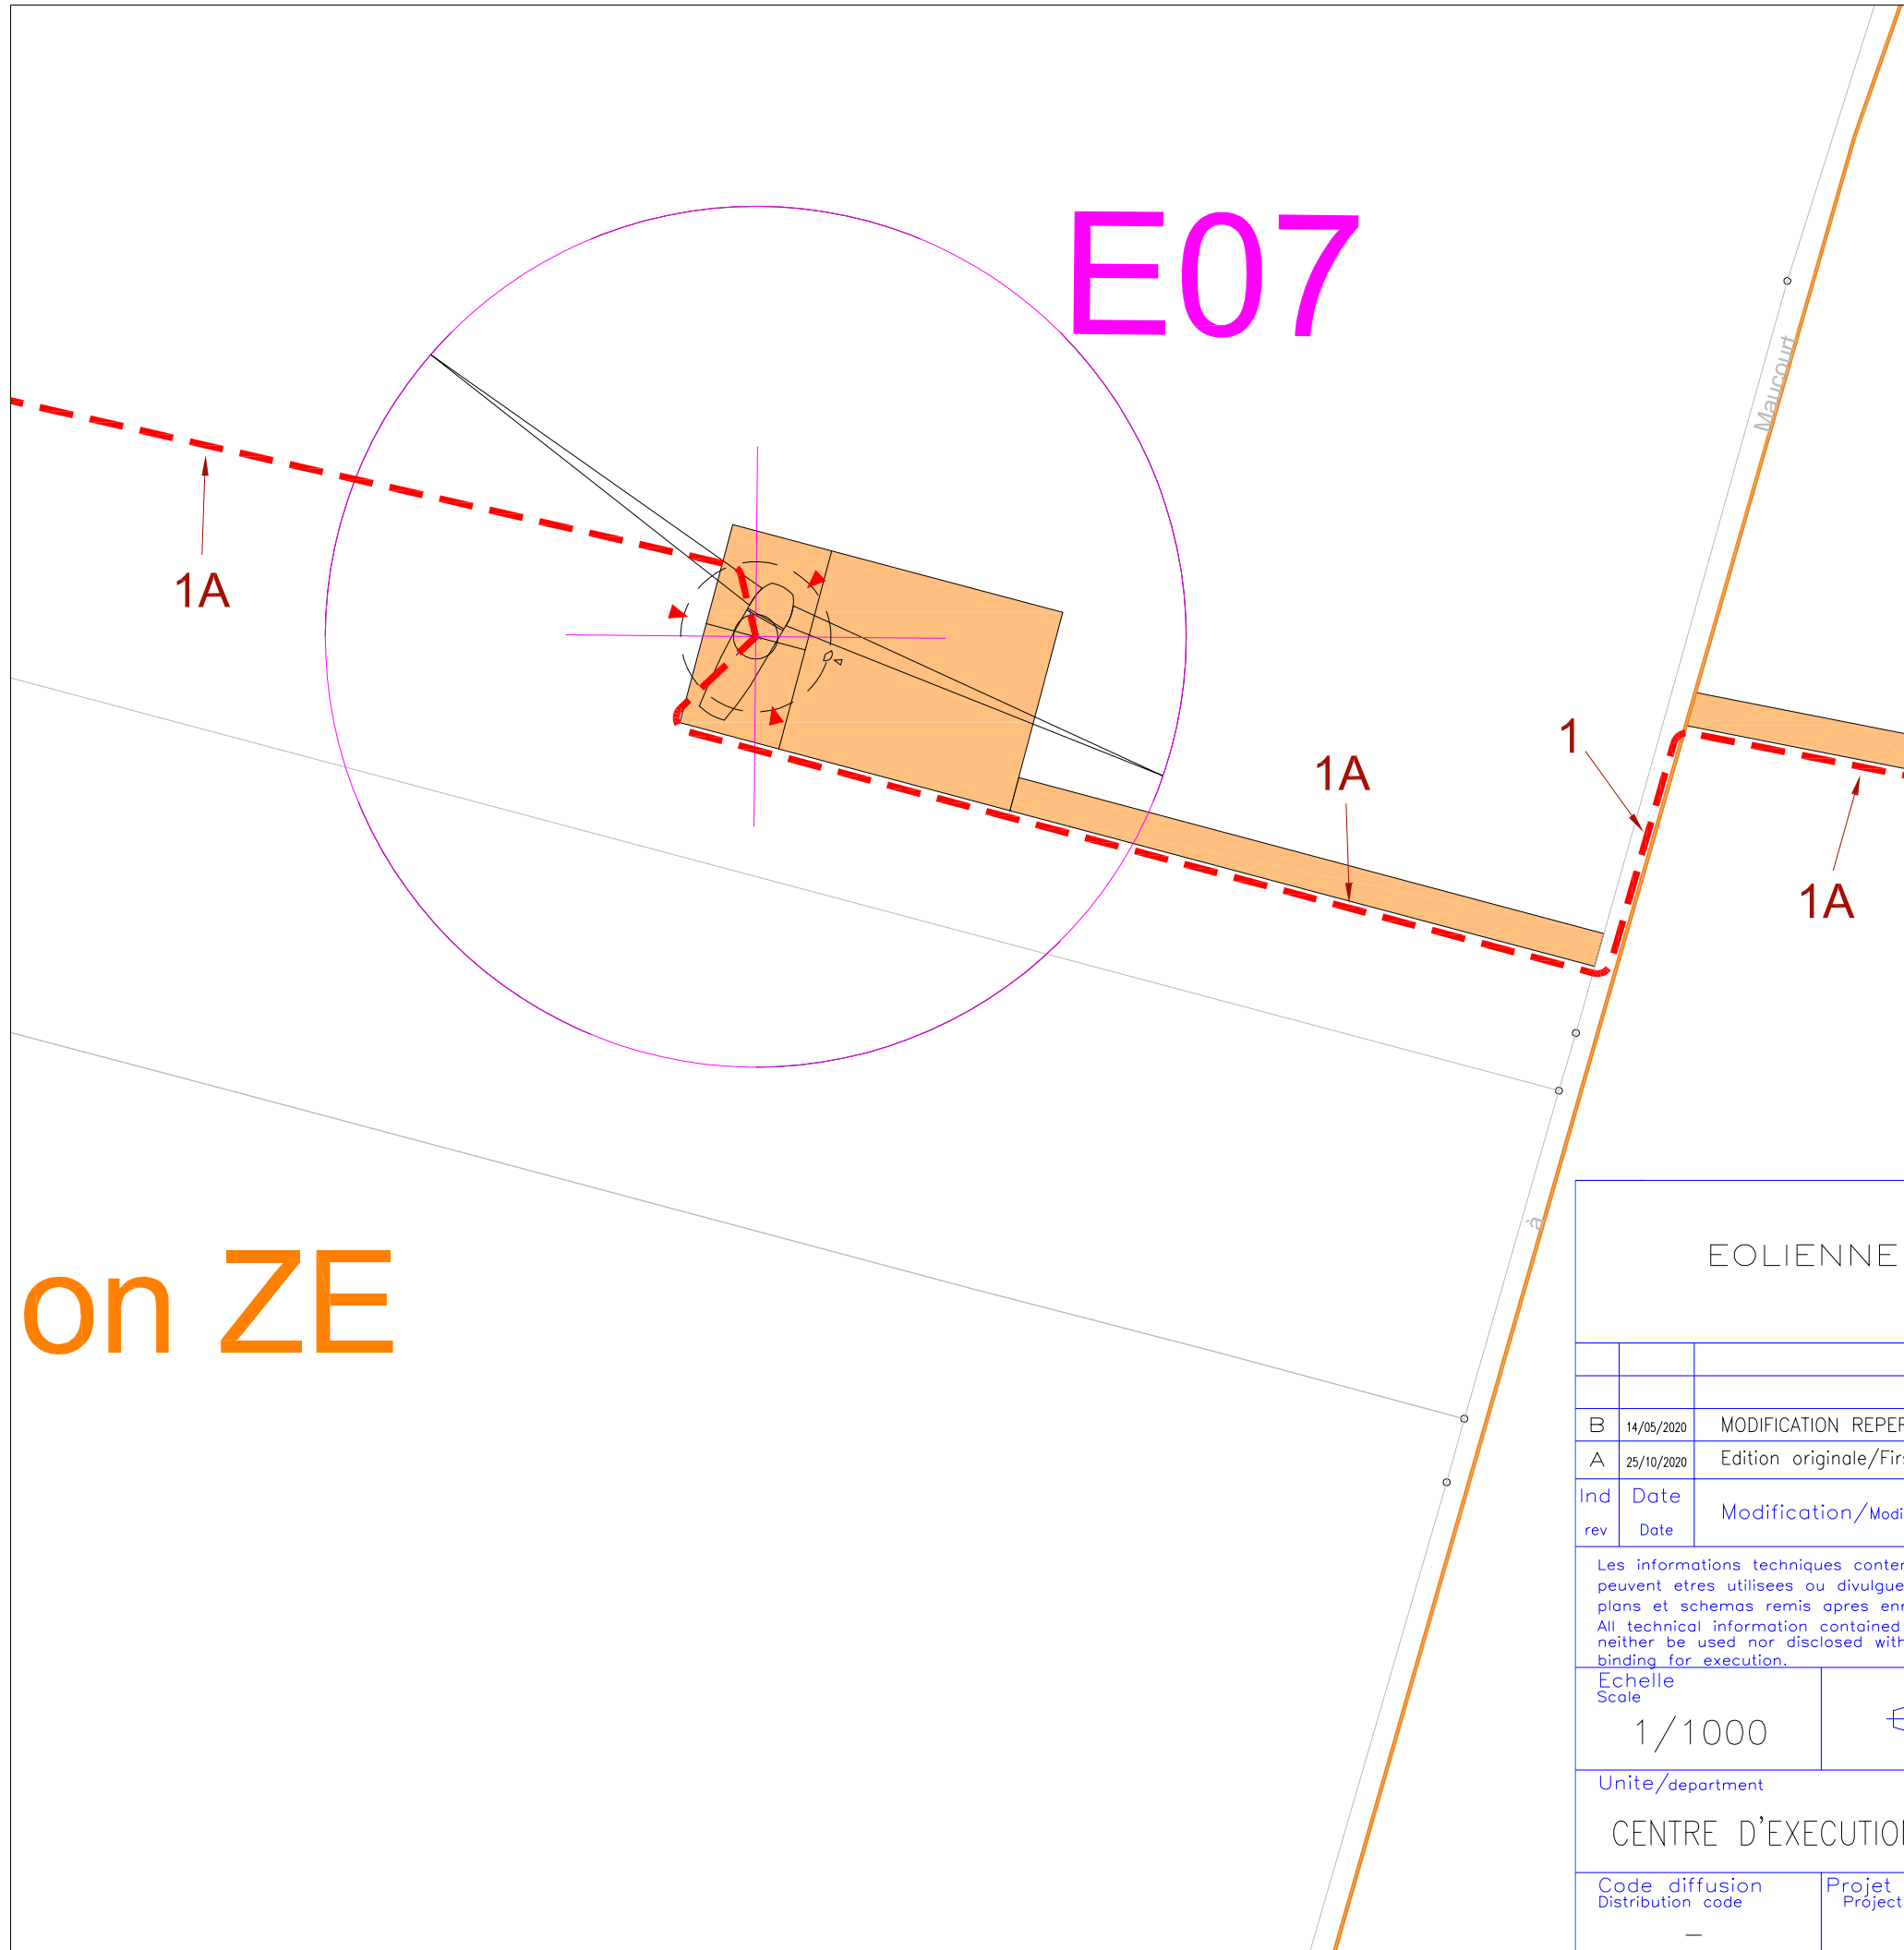 E07
Maucourt
1A
1
1A
1A
à
on ZE
EOLIENNE
B 14/05/2020 MODIFICATION REPER
A 25/10/2020 Edition originale/Firs
Ind Date Modification/Modi
rev Date
Les informations techniques conten
peuvent etres utilisees ou divulgue
plans et schemas remis apres enr
All technical information contained
neither be used nor disclosed with
binding for execution.
Echelle
Scale
1/1000
Unite/department
CENTRE D'EXECUTION
Code diffusion Projet
Distribution code Project
–